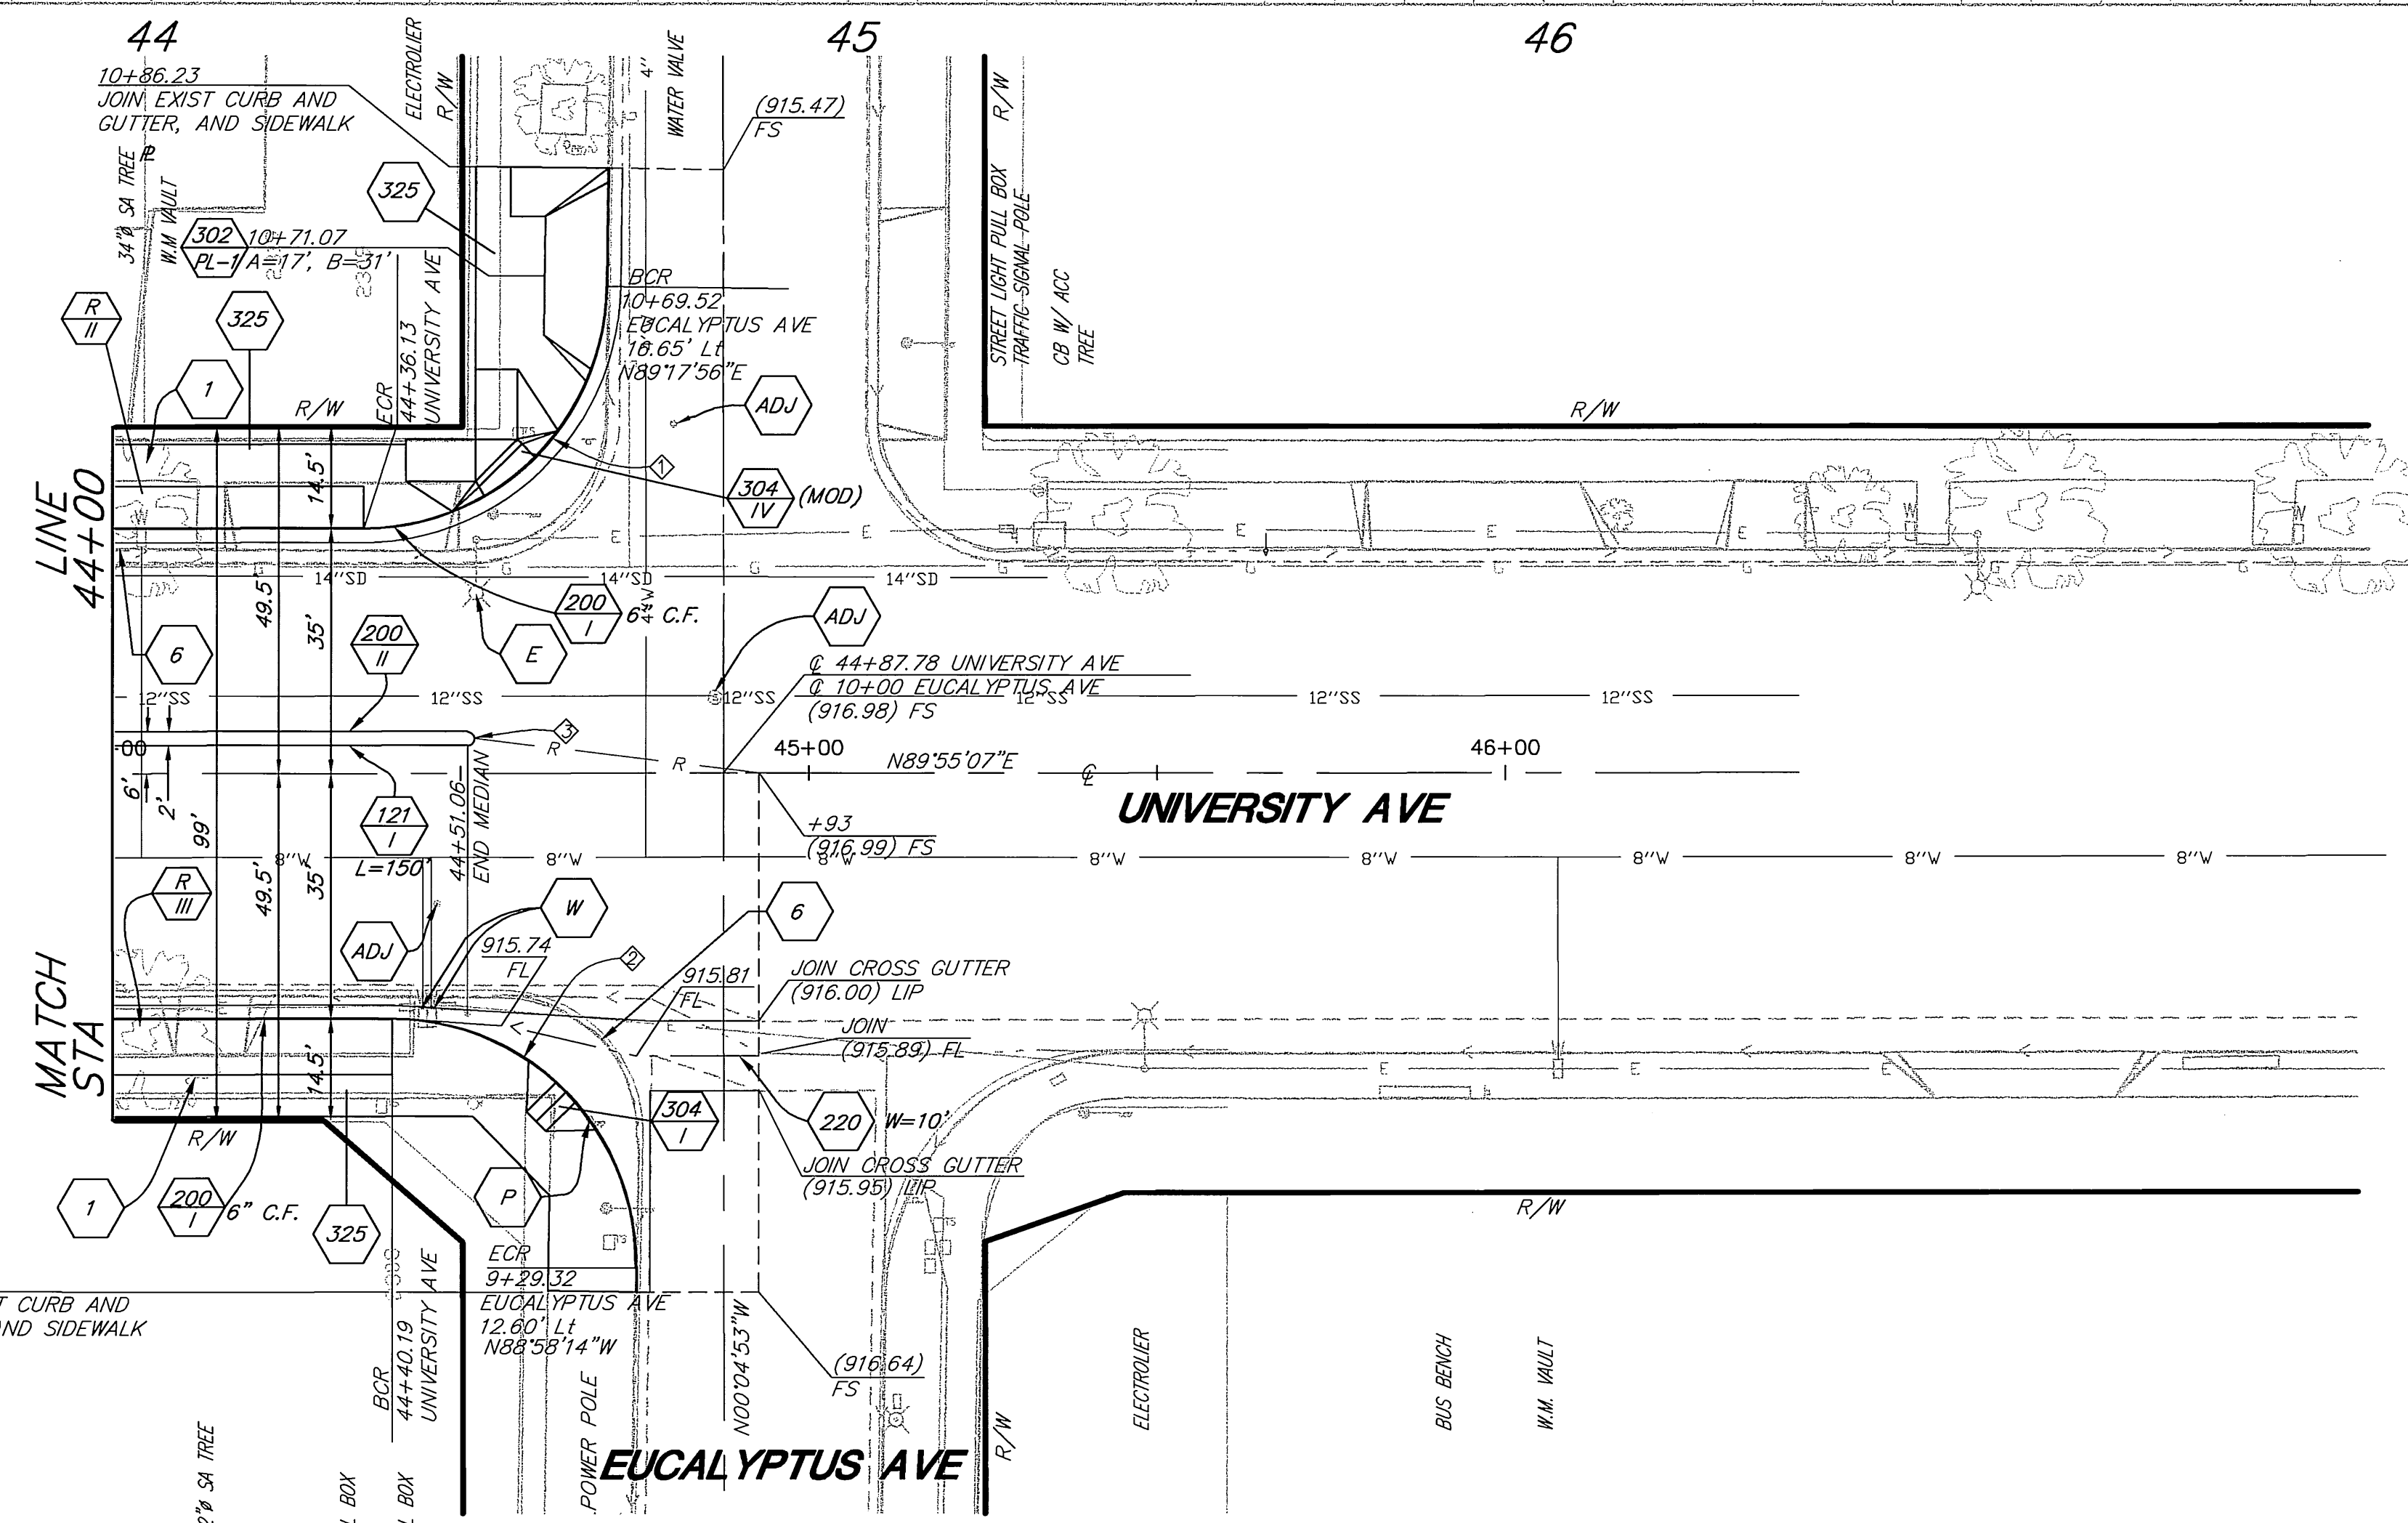 44
45
46
10+86.23
JOIN EXIST CURB AND
GUTTER, AND SIDEWALK
ELECTROLIER
R/W
4"
WATER VALVE
(915.47)
FS
R/W
34"ø SA TREE
W.M VAULT
325
302
PL-1
10+71.07
A=17', B=31'
STREET LIGHT PULL BOX
TRAFFIC SIGNAL POLE
CB W/ ACC
TREE
BCR
10+69.52
EUCALYPTUS AVE
16.65' Lt
N89°17'56"E
R
II
325
1
R/W
ECR
44+36.13
UNIVERSITY AVE
ADJ
R/W
1
304
IV
(MOD)
14.5'
LINE
44+00
E
E
E
E
E
W
W
14"SD
14"SD
14"SD
G
G
G
G
G
G
G
G
49.5'
35'
200
I
6" C.F.
4"W
ADJ
6
200
II
E
℄ 44+87.78 UNIVERSITY AVE
℄ 10+00 EUCALYPTUS AVE
(916.98) FS
12"SS
12"SS
12"SS
12"SS
12"SS
12"SS
3
R
R
45+00
N89°55'07"E
℄
46+00
6'
2'
99'
121
I
L=150'
44+51.06
END MEDIAN
UNIVERSITY AVE
+93
(916.99) FS
8"W
8"W
8"W
8"W
8"W
8"W
8"W
8"W
R
III
49.5'
35'
W
6
ADJ
915.74
FL
2
915.81
FL
JOIN CROSS GUTTER
(916.00) LIP
MATCH
STA
JOIN
(915.89) FL
E
E
E
E
14.5'
304
I
220
W=10'
R/W
JOIN CROSS GUTTER
(915.95) LIP
1
200
I
6" C.F.
325
P
R/W
ECR
9+29.32
EUCALYPTUS AVE
12.60' Lt
N88°58'14"W
T CURB AND
ND SIDEWALK
BCR
44+40.19
UNIVERSITY AVE
N00°04'53"W
(916.64)
FS
POWER POLE
R/W
ELECTROLIER
BUS BENCH
W.M. VAULT
2"ø SA TREE
L BOX
L BOX
EUCALYPTUS AVE